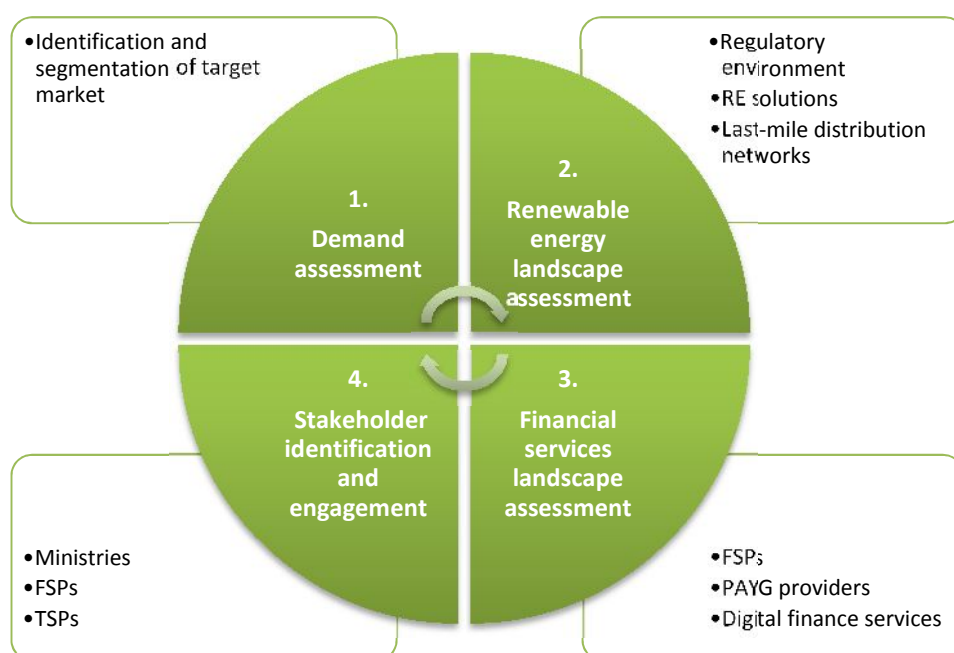 •Identification and
segmentation of target
market
•Regulatory
environment
•RE solutions
•Last-mile distribution
networks
1.
Demand
assessment
2.
Renewable
energy
landscape
assessment
4.
Stakeholder
identification
and
engagement
3.
Financial
services
landscape
assessment
•Ministries
•FSPs
•TSPs
•FSPs
•PAYG providers
•Digital finance services